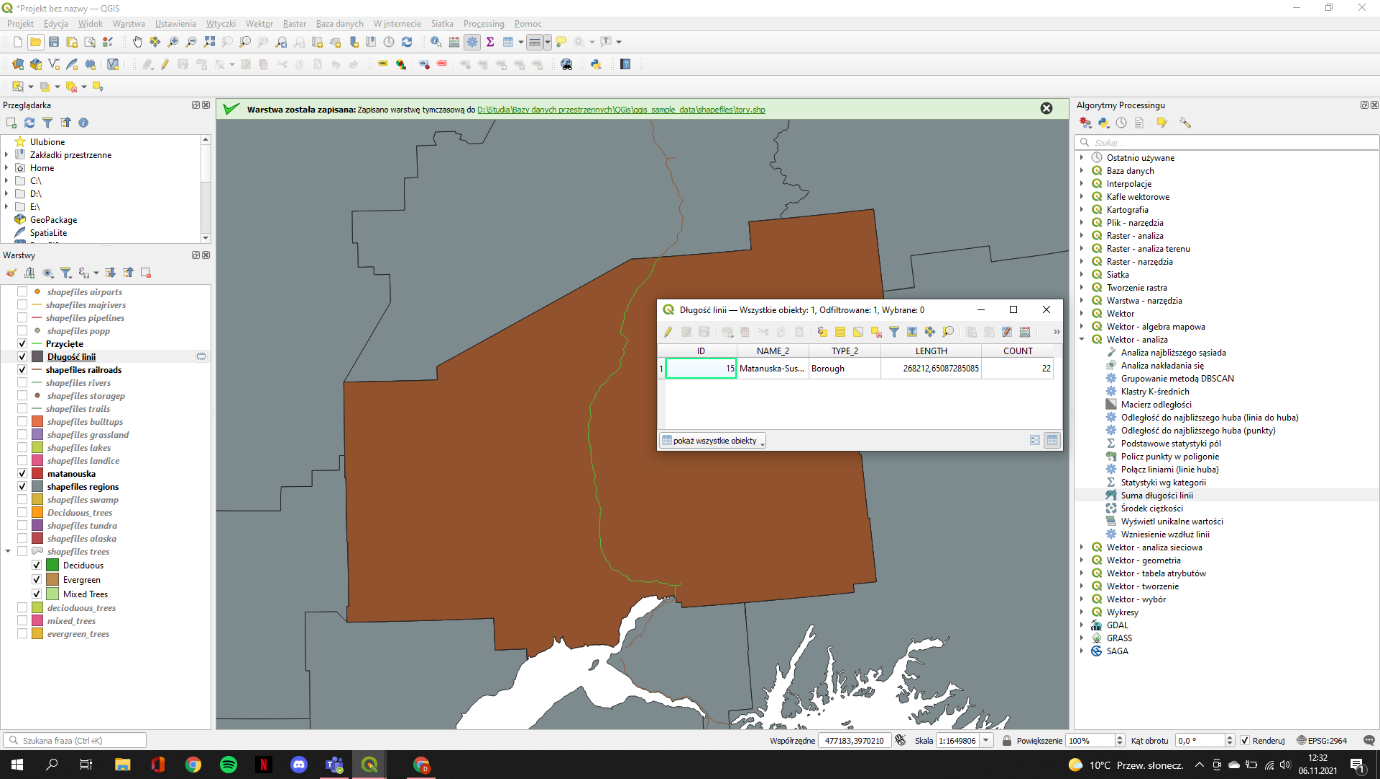 *Projekt bez nazwy — QGIS
Projekt Edycja Widok Warstwa Ustawienia Wtyczki Wektor Raster Baza danych W internecie Siatka Processing Pomoc
Przeglądarka
Ulubione
Zakładki przestrzenne
Home
C:\
D:\
E:\
GeoPackage
SpatiaLite
Warstwy
shapefiles airports
shapefiles majrivers
shapefiles pipelines
shapefiles popp
Przycięte
Długość linii
shapefiles railroads
shapefiles rivers
shapefiles storagep
shapefiles trails
shapefiles builtups
shapefiles grassland
shapefiles lakes
shapefiles landice
matanouska
shapefiles regions
shapefiles swamp
Deciduous_trees
shapefiles tundra
shapefiles alaska
shapefiles trees
Deciduous
Evergreen
Mixed Trees
decioduous_trees
mixed_trees
evergreen_trees
Warstwa została zapisana: Zapisano warstwę tymczasową do D:\Studia\Bazy danych przestrzennych\QGis\qgis_sample_data\shapefiles\tory.shp
Długość linii — Wszystkie obiekty: 1, Odfiltrowane: 1, Wybrane: 0
ID NAME_2 TYPE_2 LENGTH COUNT
1 15 Matanuska-Sus... Borough 268212,65087285085 22
pokaż wszystkie obiekty
Algorytmy Processingu
Szukaj...
Ostatnio używane
Baza danych
Interpolacje
Kafle wektorowe
Kartografia
Plik - narzędzia
Raster - analiza
Raster - analiza terenu
Raster - narzędzia
Siatka
Tworzenie rastra
Warstwa - narzędzia
Wektor
Wektor - algebra mapowa
Wektor - analiza
Analiza najbliższego sąsiada
Analiza nakładania się
Grupowanie metodą DBSCAN
Klastry K-średnich
Macierz odległości
Odległość do najbliższego huba (linia do huba)
Odległość do najbliższego huba (punkty)
Podstawowe statystyki pól
Policz punkty w poligonie
Połącz liniami (linie huba)
Statystyki wg kategorii
Suma długości linii
Środek ciężkości
Wyświetl unikalne wartości
Wzniesienie wzdłuż linii
Wektor - analiza sieciowa
Wektor - geometria
Wektor - tabela atrybutów
Wektor - tworzenie
Wektor - wybór
Wykresy
GDAL
GRASS
SAGA
Szukana fraza (Ctrl+K)
Współrzędne 477183,3970210 Skala 1:1649806 Powiększenie 100% Kąt obrotu 0,0 ° Renderuj EPSG:2964
10°C Przew. słonecz. 12:32
06.11.2021